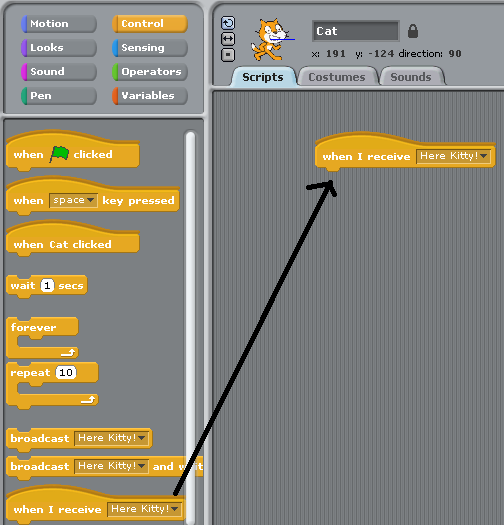 Motion Control
Looks Sensing
Sound Operators
Pen Variables
Cat
x: 191 y: -124 direction: 90
Scripts Costumes Sounds
when clicked
when space key pressed
when Cat clicked
wait 1 secs
forever
repeat 10
broadcast Here Kitty!
broadcast Here Kitty! and wait
when I receive Here Kitty!
when I receive Here Kitty!